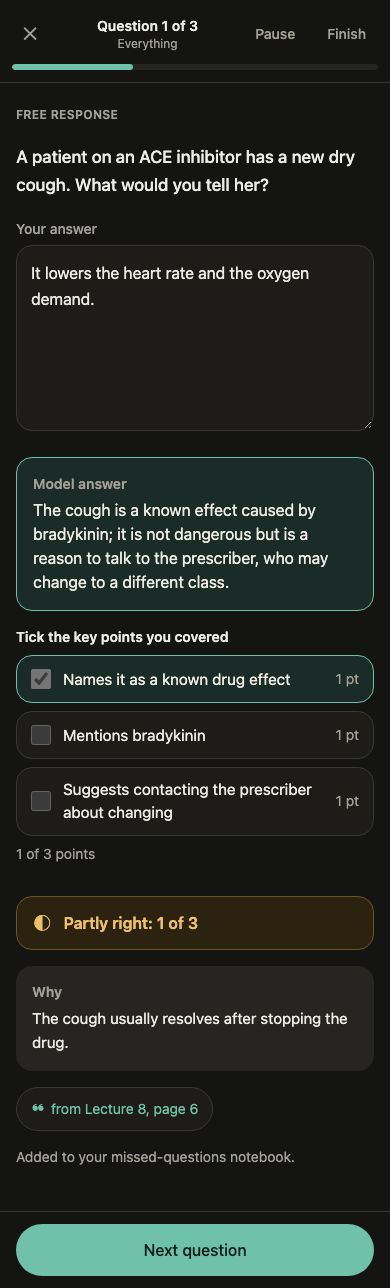 Question 1 of 3
Everything
Pause
Finish
FREE RESPONSE
A patient on an ACE inhibitor has a new dry
cough. What would you tell her?
Your answer
It lowers the heart rate and the oxygen
demand.
Model answer
The cough is a known effect caused by
bradykinin; it is not dangerous but is a
reason to talk to the prescriber, who may
change to a different class.
Tick the key points you covered
Names it as a known drug effect 1 pt
Mentions bradykinin 1 pt
Suggests contacting the prescriber
about changing 1 pt
1 of 3 points
Partly right: 1 of 3
Why
The cough usually resolves after stopping the
drug.
from Lecture 8, page 6
Added to your missed-questions notebook.
Next question